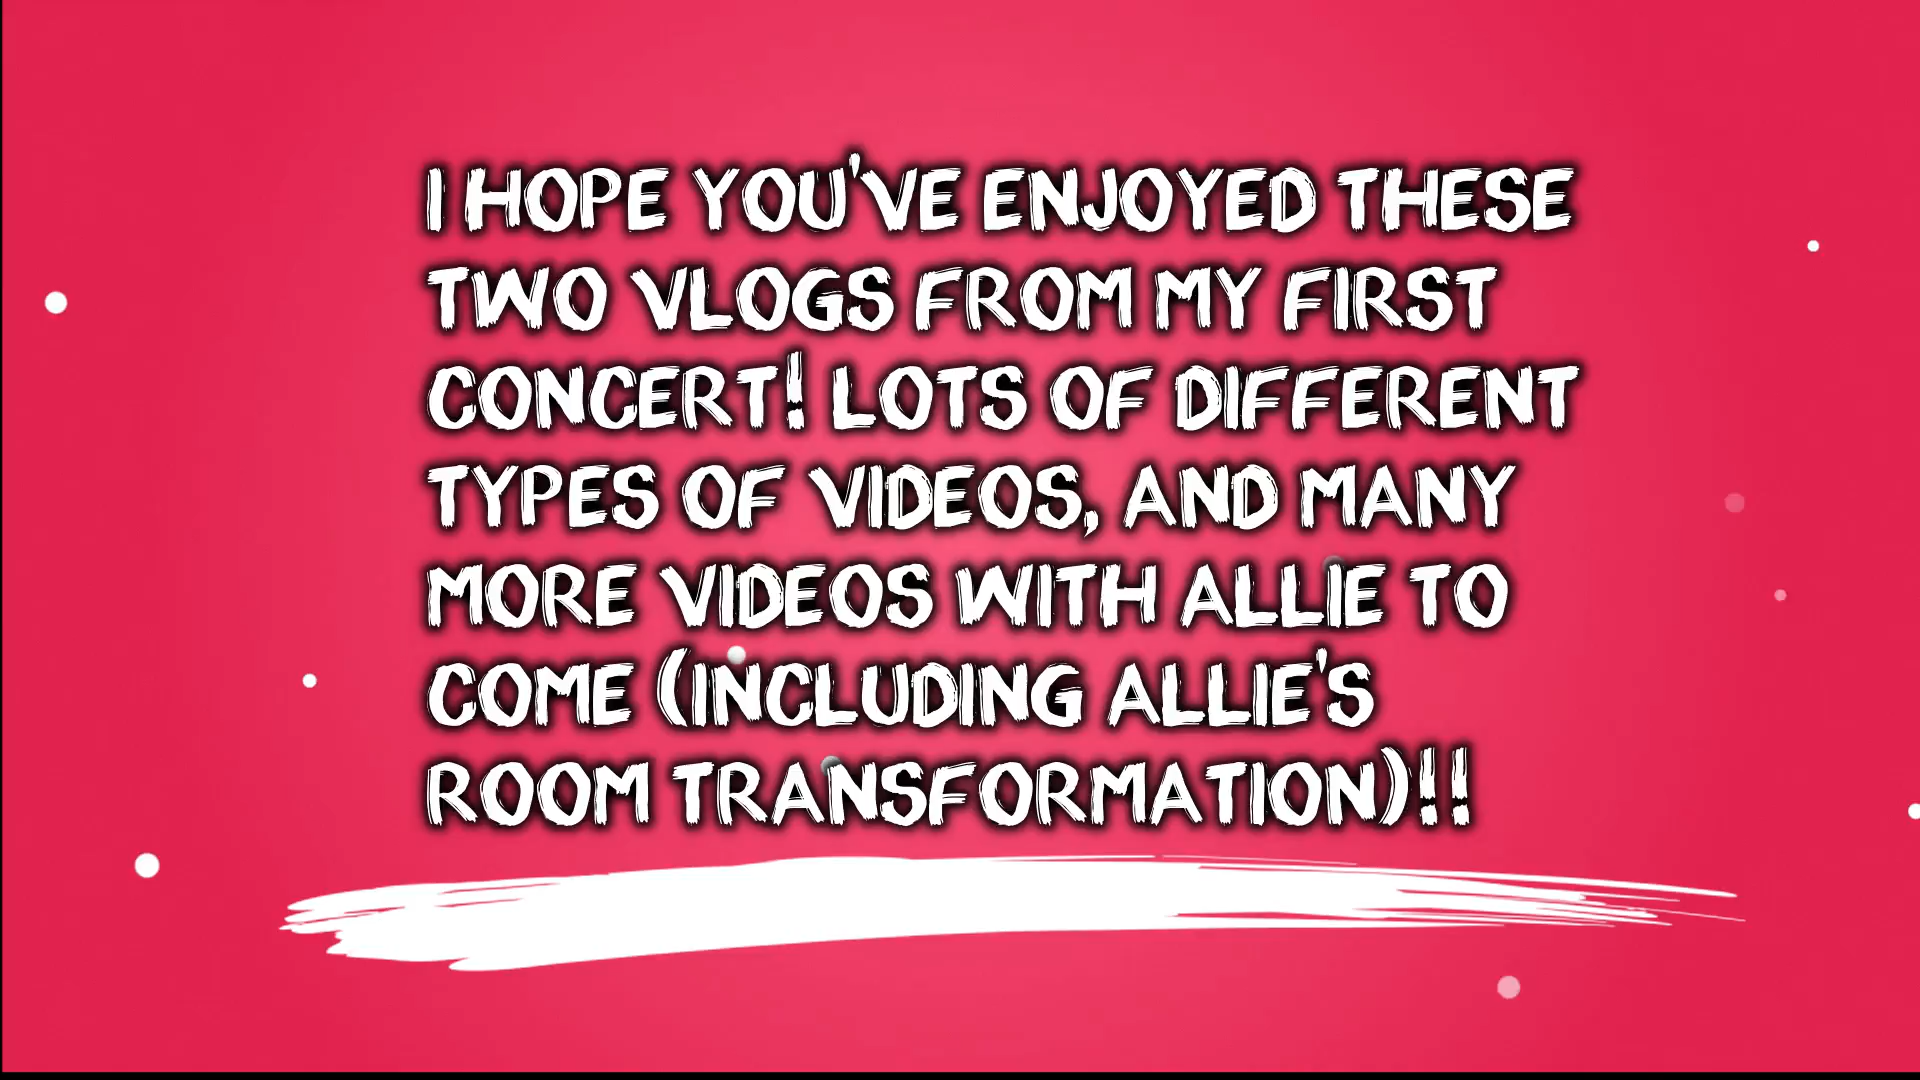 I HOPE YOU'VE ENJOYED THESE
TWO VLOGS FROM MY FIRST
CONCERT! LOTS OF DIFFERENT
TYPES OF VIDEOS, AND MANY
MORE VIDEOS WITH ALLIE TO
COME (INCLUDING ALLIE'S
ROOM TRANSFORMATION)!!